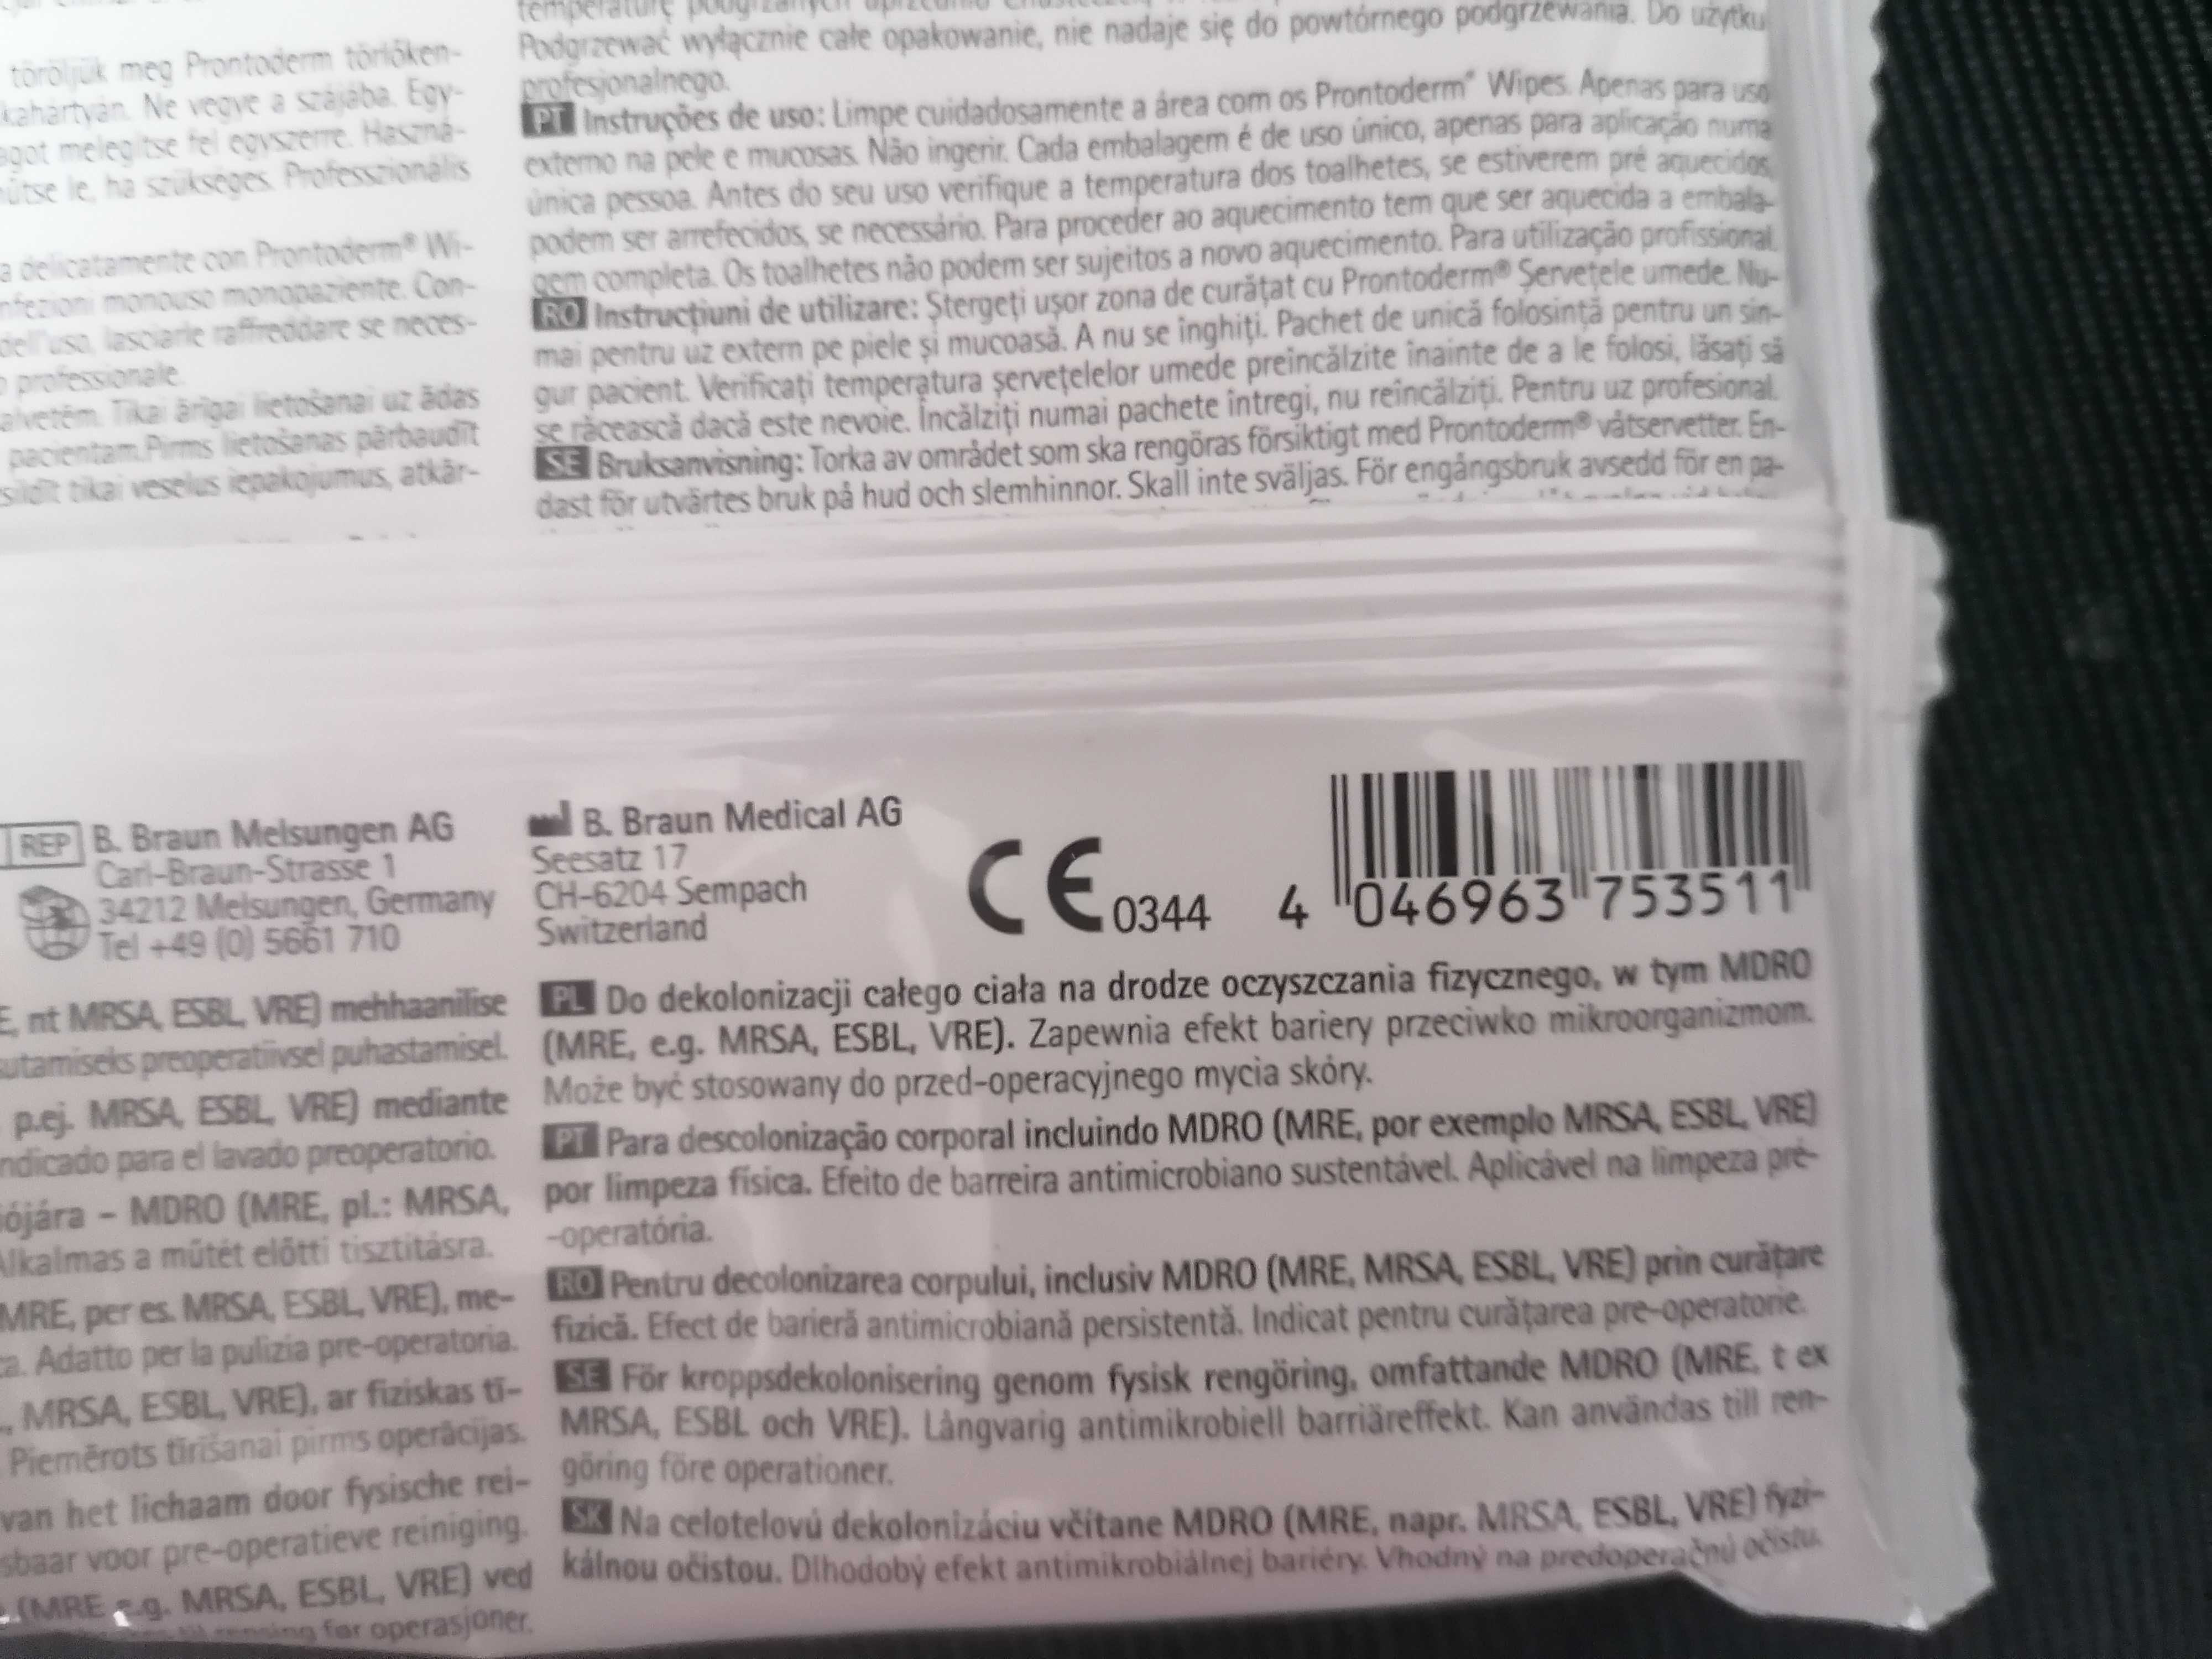 töröljük meg Prontoderm törlőken-
kahártyán. Ne vegye a szájába. Egy-
agot melegítse fel egyszerre. Haszná-
hűtse le, ha szükséges. Professzionális
a delicatamente con Prontoderm® Wi-
nfezioni monouso monopaziente. Con-
dell'uso, lasciarle raffreddare se neces-
professionale.
alvetēm. Tikai ārīgai lietošanai uz ādas
pacientam.Pirms lietošanas pārbaudīt
sildīt tikai veselus iepakojumus, atkār-
Podgrzewać wyłącznie całe opakowanie, nie nadaje się do powtórnego podgrzewania. Do użytku
profesjonalnego.
PT Instruções de uso: Limpe cuidadosamente a área com os Prontoderm® Wipes. Apenas para uso
externo na pele e mucosas. Não ingerir. Cada embalagem é de uso único, apenas para aplicação numa
única pessoa. Antes do seu uso verifique a temperatura dos toalhetes, se estiverem pré aquecidos,
podem ser arrefecidos, se necessário. Para proceder ao aquecimento tem que ser aquecida a embala-
gem completa. Os toalhetes não podem ser sujeitos a novo aquecimento. Para utilização profissional.
RO Instrucțiuni de utilizare: Ștergeți ușor zona de curățat cu Prontoderm® Șervețele umede. Nu-
mai pentru uz extern pe piele și mucoasă. A nu se înghiți. Pachet de unică folosință pentru un sin-
gur pacient. Verificați temperatura șervețelelor umede preîncălzite înainte de a le folosi, lăsați să
se răcească dacă este nevoie. Încălziți numai pachete întregi, nu reîncălziți. Pentru uz profesional.
SE Bruksanvisning: Torka av området som ska rengöras försiktigt med Prontoderm® våtservetter. En-
dast för utvärtes bruk på hud och slemhinnor. Skall inte sväljas. För engångsbruk avsedd för en pa-
REP B. Braun Melsungen AG
Carl-Braun-Strasse 1
34212 Melsungen, Germany
Tel +49 (0) 5661 710
B. Braun Medical AG
Seesatz 17
CH-6204 Sempach
Switzerland
CE 0344
4 046963 753511
E, nt MRSA, ESBL, VRE) mehhaanilise
preoperatiivsel puhastamisel.
p.ej. MRSA, ESBL, VRE) mediante
ndicado para el lavado preoperatorio.
iójára – MDRO (MRE, pl.: MRSA,
Alkalmas a műtét előtti tisztításra.
MRE, per es. MRSA, ESBL, VRE), me-
ca. Adatto per la pulizia pre-operatoria.
., MRSA, ESBL, VRE), ar fiziskas tī-
Piemērots tīrīšanai pirms operācijas.
van het lichaam door fysische rei-
sbaar voor pre-operatieve reiniging.
(MRE e.g. MRSA, ESBL, VRE) ved
før operasjoner.
PL Do dekolonizacji całego ciała na drodze oczyszczania fizycznego, w tym MDRO
(MRE, e.g. MRSA, ESBL, VRE). Zapewnia efekt bariery przeciwko mikroorganizmom.
Może być stosowany do przed-operacyjnego mycia skóry.
PT Para descolonização corporal incluindo MDRO (MRE, por exemplo MRSA, ESBL, VRE)
por limpeza física. Efeito de barreira antimicrobiano sustentável. Aplicável na limpeza pré-
-operatória.
RO Pentru decolonizarea corpului, inclusiv MDRO (MRE, MRSA, ESBL, VRE) prin curățare
fizică. Efect de barieră antimicrobiană persistentă. Indicat pentru curățarea pre-operatorie.
SE För kroppsdekolonisering genom fysisk rengöring, omfattande MDRO (MRE, t ex
MRSA, ESBL och VRE). Långvarig antimikrobiell barriäreffekt. Kan användas till ren-
göring före operationer.
SK Na celotelovú dekolonizáciu včítane MDRO (MRE, napr. MRSA, ESBL, VRE) fyzi-
kálnou očistou. Dlhodobý efekt antimikrobiálnej bariéry. Vhodný na predoperačnú očistu.